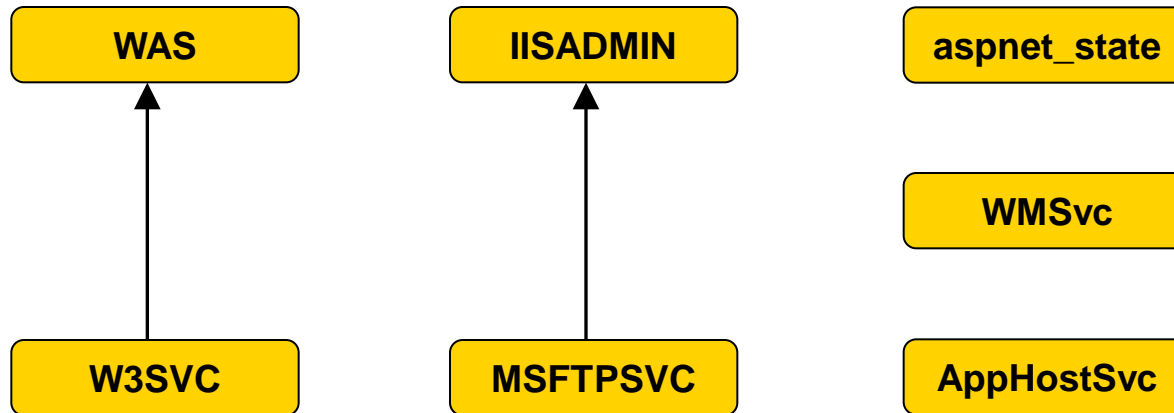 WAS
IISADMIN
aspnet_state
WMSvc
W3SVC
MSFTPSVC
AppHostSvc